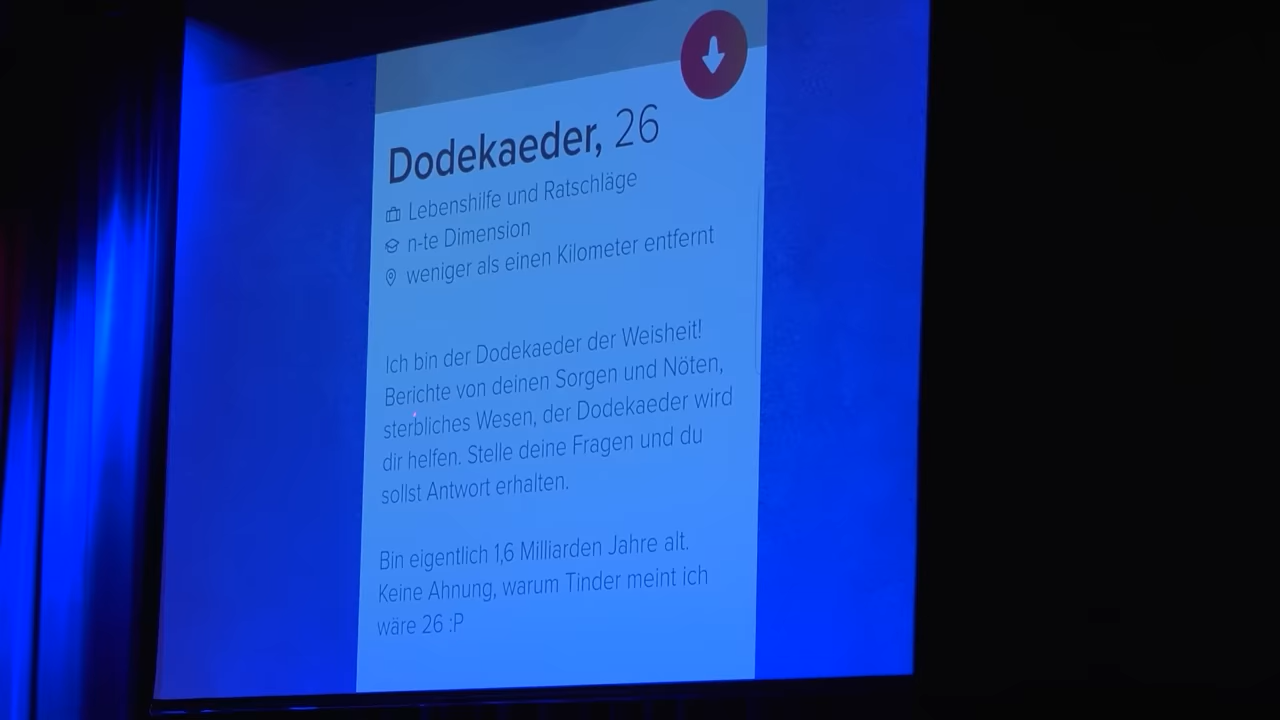 Dodekaeder, 26
Lebenshilfe und Ratschläge
n-te Dimension
weniger als einen Kilometer entfernt
Ich bin der Dodekaeder der Weisheit!
Berichte von deinen Sorgen und Nöten,
sterbliches Wesen, der Dodekaeder wird
dir helfen. Stelle deine Fragen und du
sollst Antwort erhalten.
Bin eigentlich 1,6 Milliarden Jahre alt.
Keine Ahnung, warum Tinder meint ich
wäre 26 :P